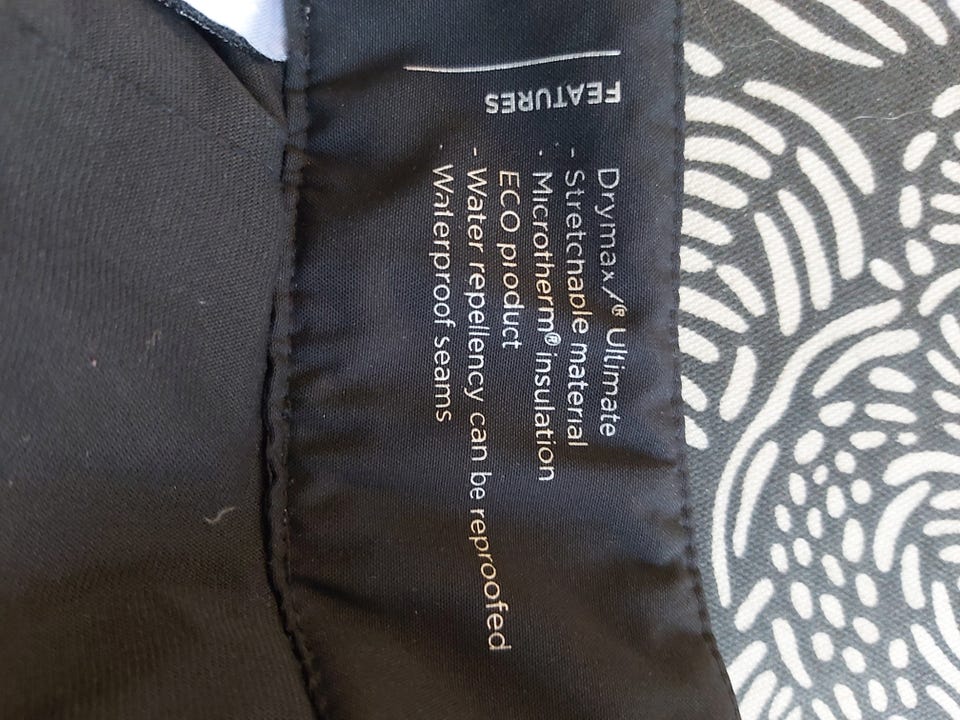 FEATURES
Drymax/® Ultimate
- Stretchable material
- Microtherm® insulation
ECO product
- Water repellency can be reproofed
- Waterproof seams